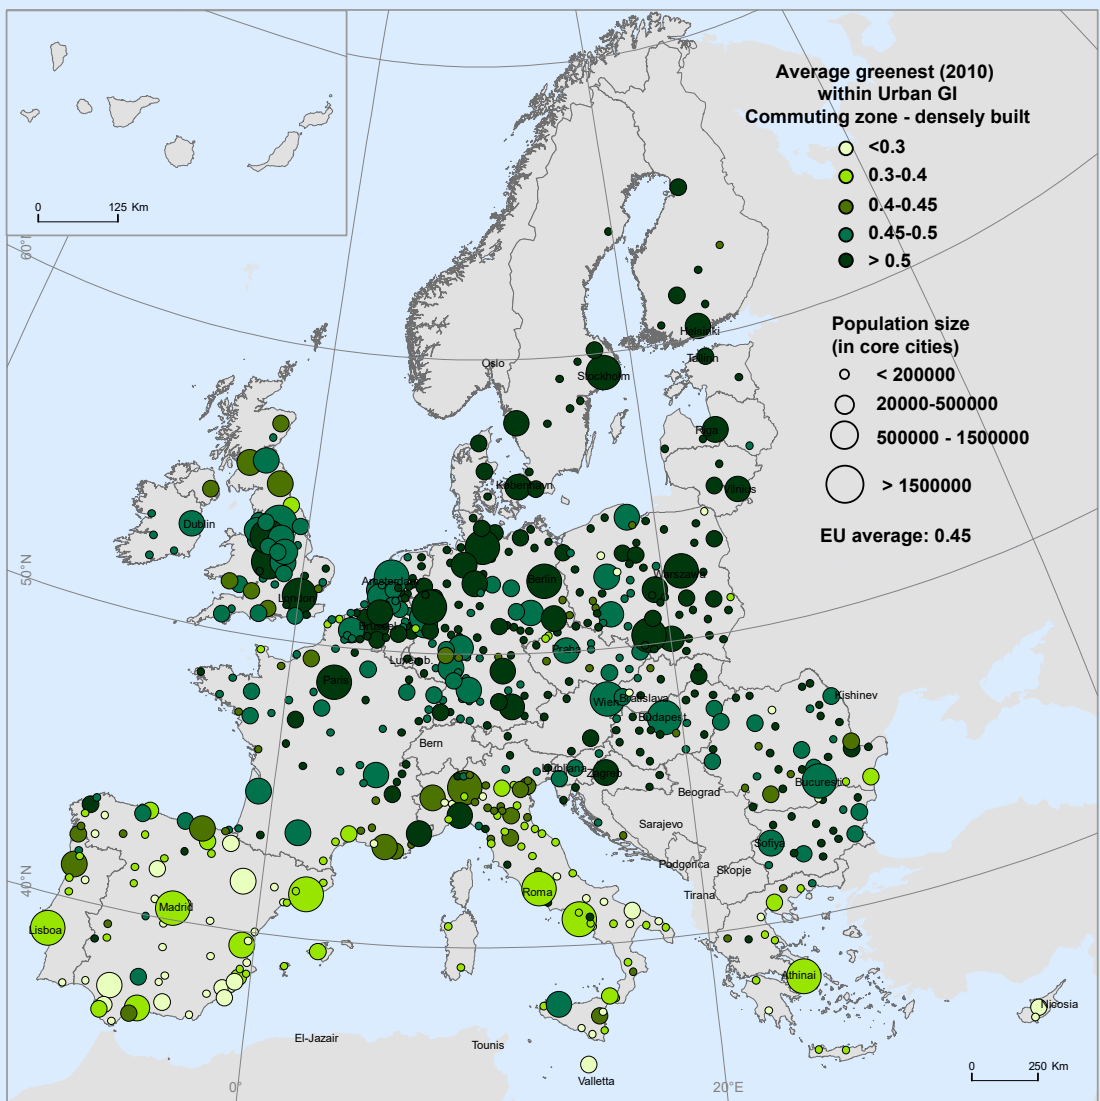 Average greenest (2010)
within Urban GI
Commuting zone - densely built
<0.3
0.3-0.4
0.4-0.45
0.45-0.5
> 0.5
Population size
(in core cities)
< 200000
20000-500000
500000 - 1500000
> 1500000
EU average: 0.45
0 125 Km
60°N
50°N
40°N
Oslo
Helsinki
Tallinn
Stockholm
Riga
København
Vilnius
Dublin
London
Amsterdam
Berlin
Warszawa
Luxemb.
Praha
Paris
Wien
Bratislava
Budapest
Kishinev
Bern
Ljubljana
Zagreb
Beograd
Bucuresti
Sarajevo
Sofiya
Podgorica
Skopje
Tirana
Roma
Madrid
Lisboa
Athinai
Nicosia
El-Jazair
Tounis
Valletta
0 250 Km
0°
20°E